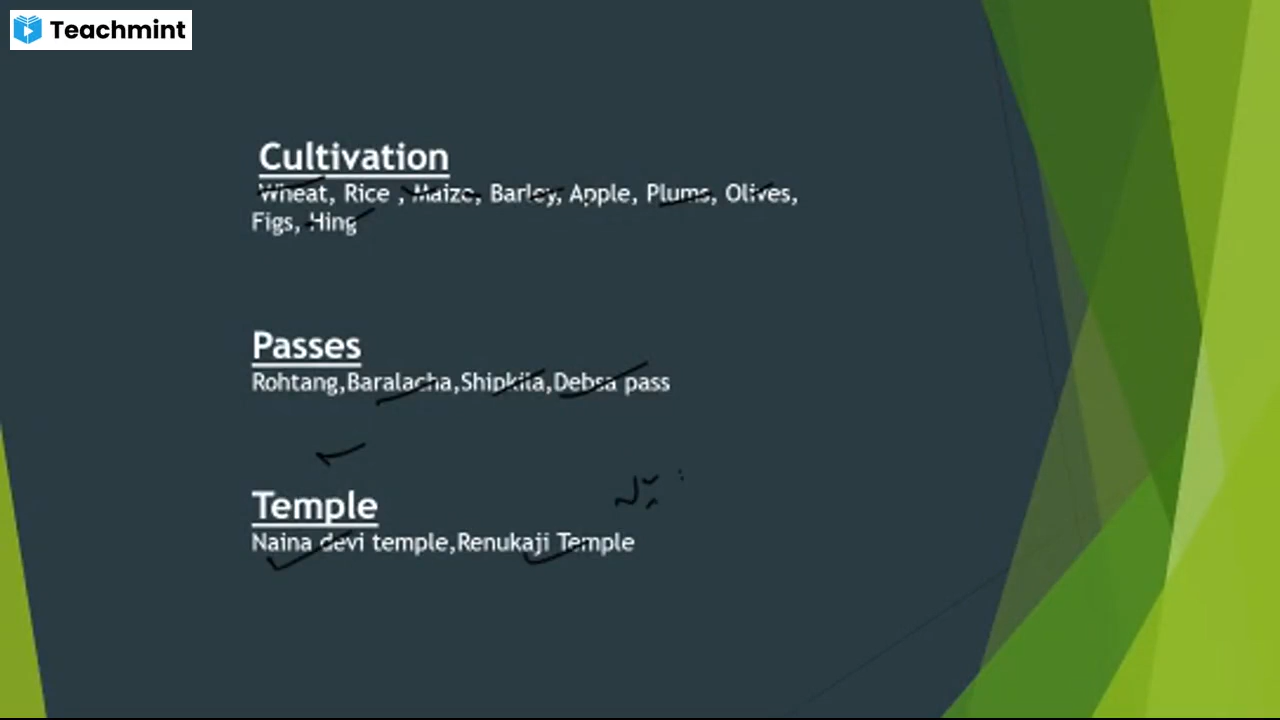 Teachmint
Cultivation
Wheat, Rice , Maize, Barley, Apple, Plums, Olives,
Figs, Hing
Passes
Rohtang,Baralacha,Shipkila,Debsa pass
Temple
Naina devi temple,Renukaji Temple